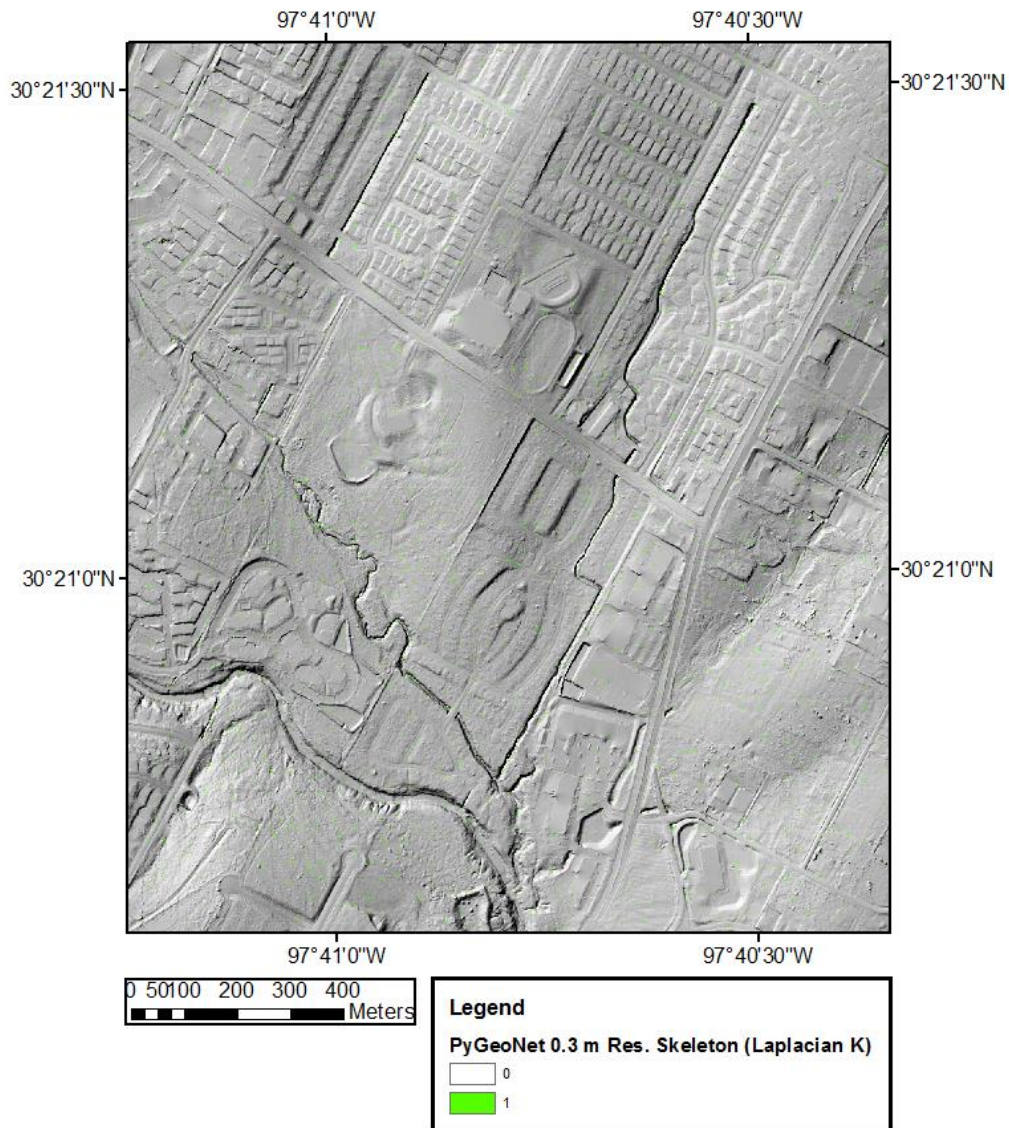 97°41'0"W 97°40'30"W
30°21'30"N 30°21'30"N
30°21'0"N 30°21'0"N
97°41'0"W 97°40'30"W
0 50100 200 300 400
Meters
Legend
PyGeoNet 0.3 m Res. Skeleton (Laplacian K)
0
1